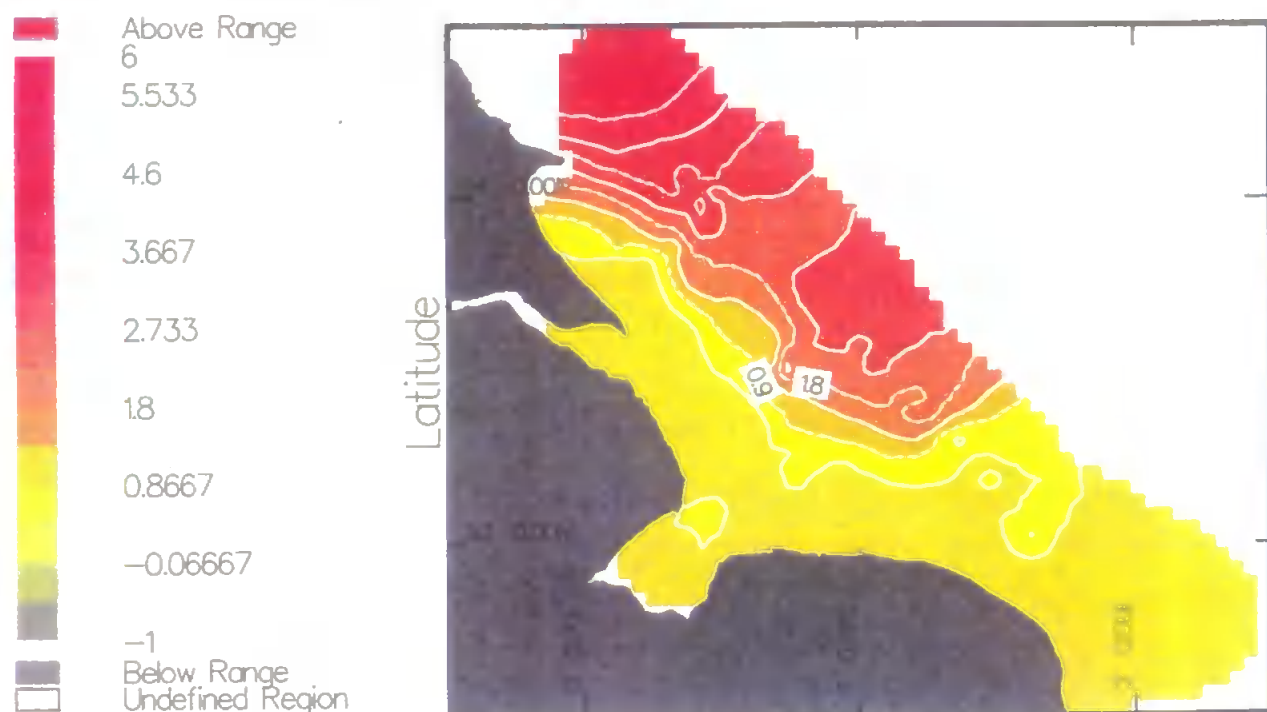 Above Range
6
5.533
4.6
3.667
2.733
1.8
0.8667
-0.06667
-1
Below Range
Undefined Region
Latitude
0.9
1.8